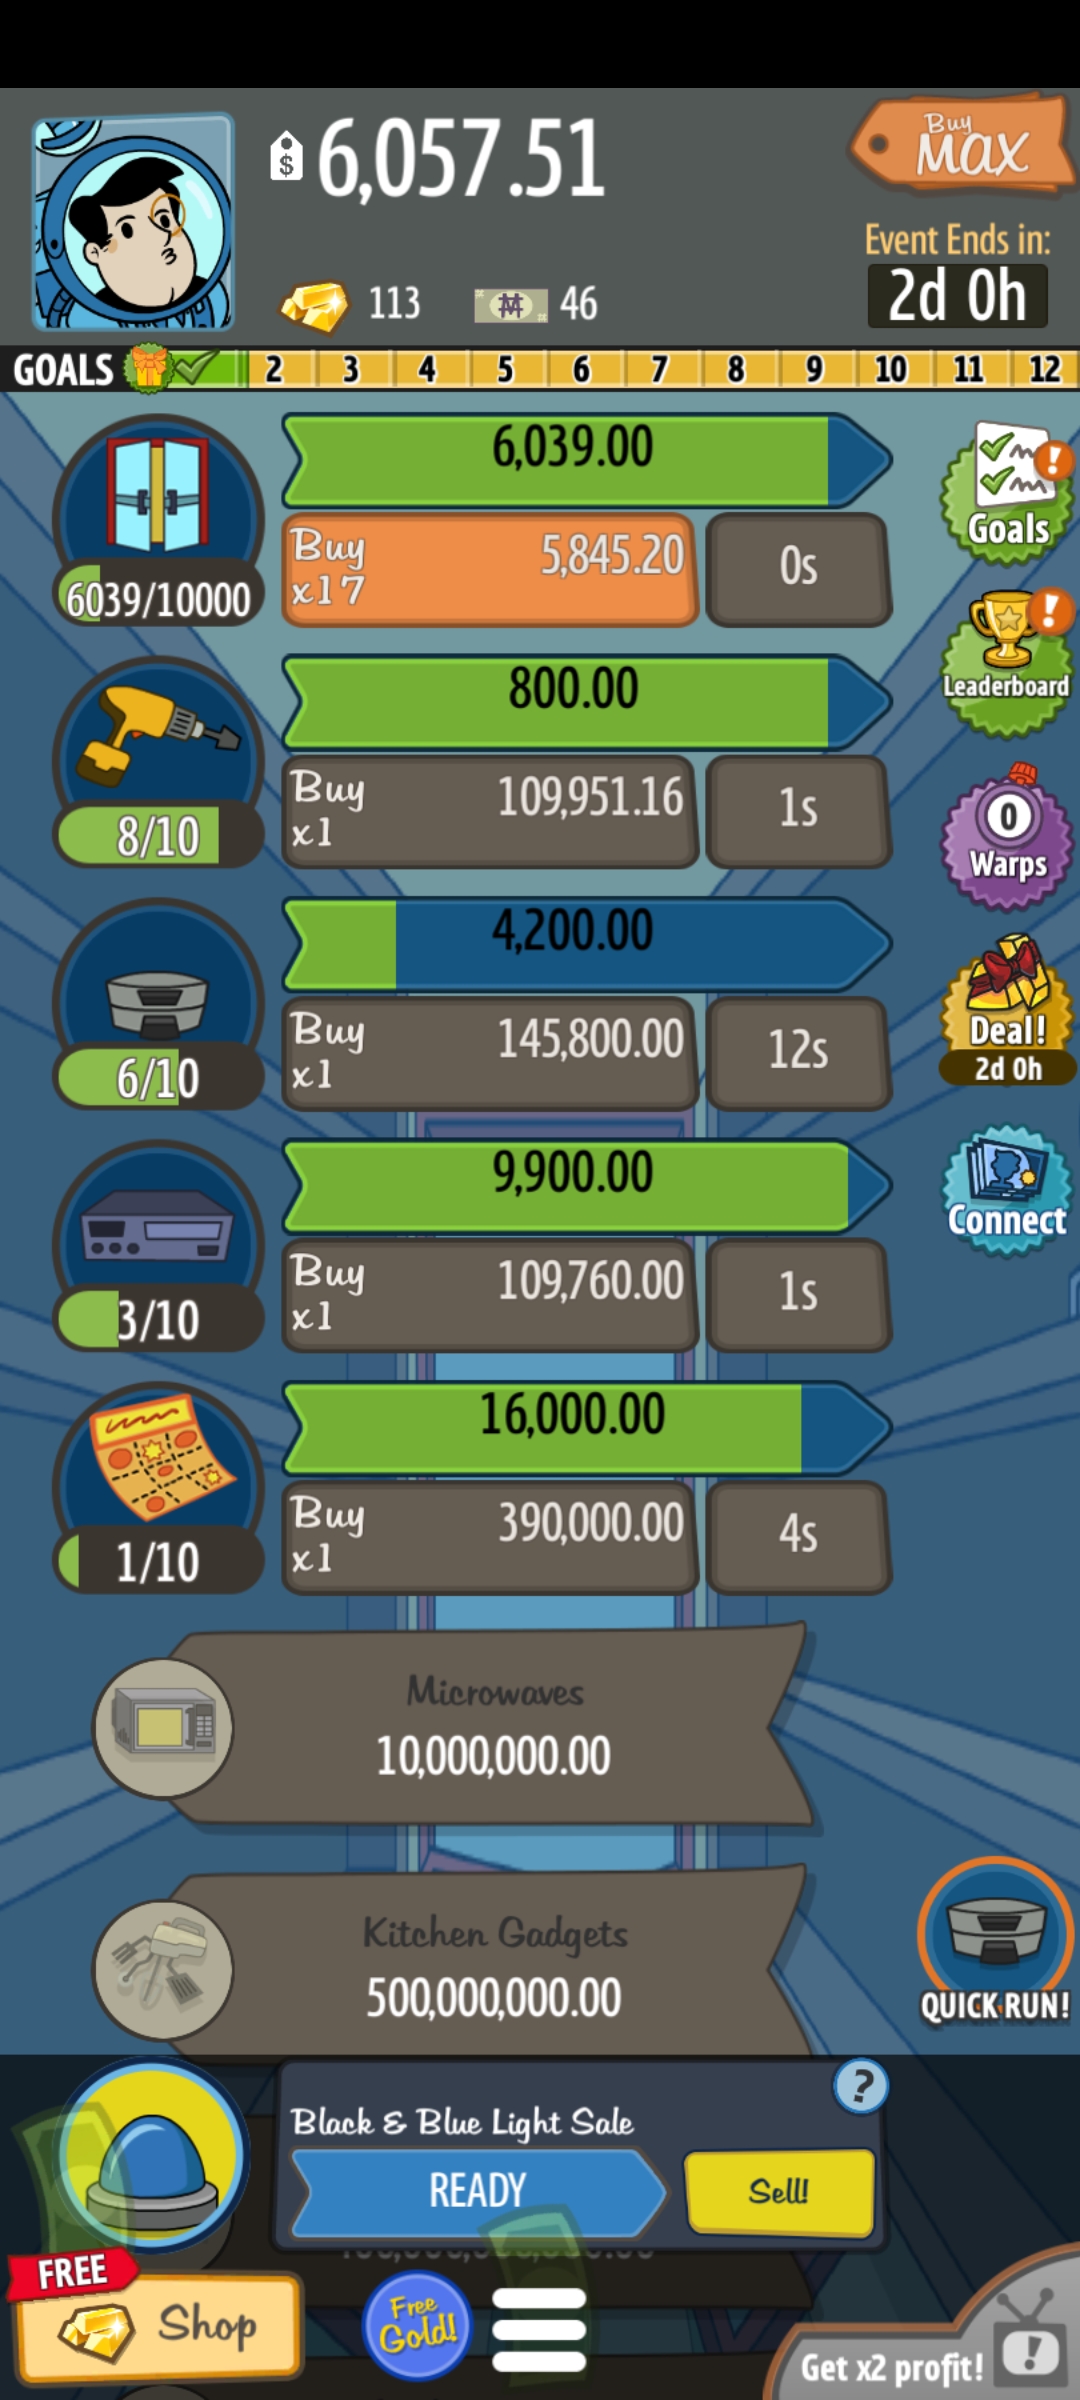 $ 6,057.51
Buy
MAX
Event Ends in:
2d 0h
113
46
GOALS 2 3 4 5 6 7 8 9 10 11 12
6,039.00
Buy
x17
5,845.20
0s
6039/10000
Goals
800.00
Buy
x1
109,951.16
1s
8/10
Leaderboard
4,200.00
Buy
x1
145,800.00
12s
6/10
0
Warps
9,900.00
Buy
x1
109,760.00
1s
3/10
Deal!
2d 0h
16,000.00
Buy
x1
390,000.00
4s
1/10
Connect
Microwaves
10,000,000.00
Kitchen Gadgets
500,000,000.00
QUICK RUN!
Black & Blue Light Sale
?
READY
Sell!
FREE
Shop
Free
Gold!
Get x2 profit!